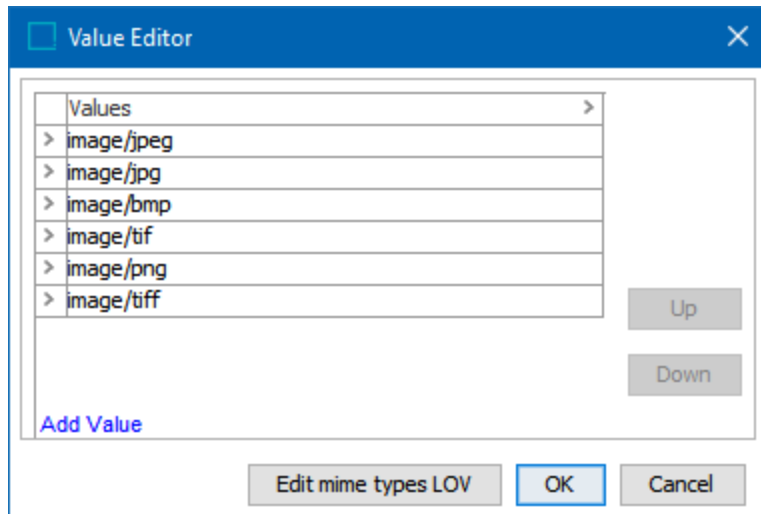 Value Editor
Values
image/jpeg
image/jpg
image/bmp
image/tif
image/png
image/tiff
Up
Down
Add Value
Edit mime types LOV
OK
Cancel